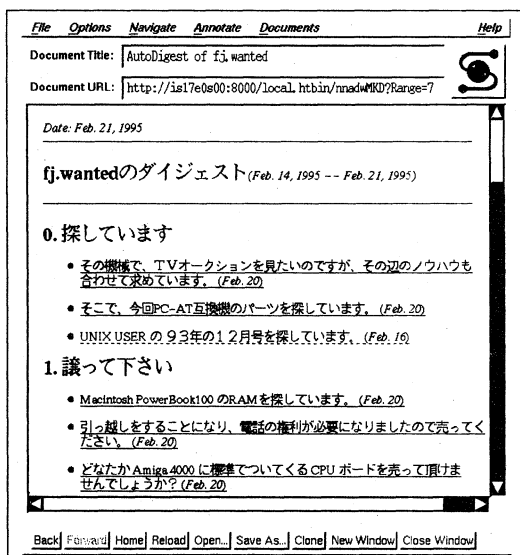 File Options Navigate Annotate Documents Help
Document Title: AutoDigest of fj.wanted
Document URL: http://is17e0s00:8000/local.htbin/nnadwMKD?Range=7
Date: Feb. 21, 1995
fj.wantedのダイジェスト(Feb. 14, 1995 -- Feb. 21, 1995)
0. 探しています
• その機械で、TVオークションを見たいのですが、その辺のノウハウも
合わせて求めています。 (Feb. 20)
• そこで、今回PC-AT互換機のパーツを探しています。 (Feb. 20)
• UNIX USER の93年の12月号を探しています。 (Feb. 16)
1. 譲って下さい
• Macintosh PowerBook100 のRAMを探しています。 (Feb. 20)
• 引っ越しをすることになり、電話の権利が必要になりましたので売ってく
ださい。 (Feb. 20)
• どなたか Amiga 4000 に標準でついてくる CPU ボードを売って頂けま
せんでしょうか? (Feb. 20)
Back Forward Home Reload Open... Save As... Clone New Window Close Window